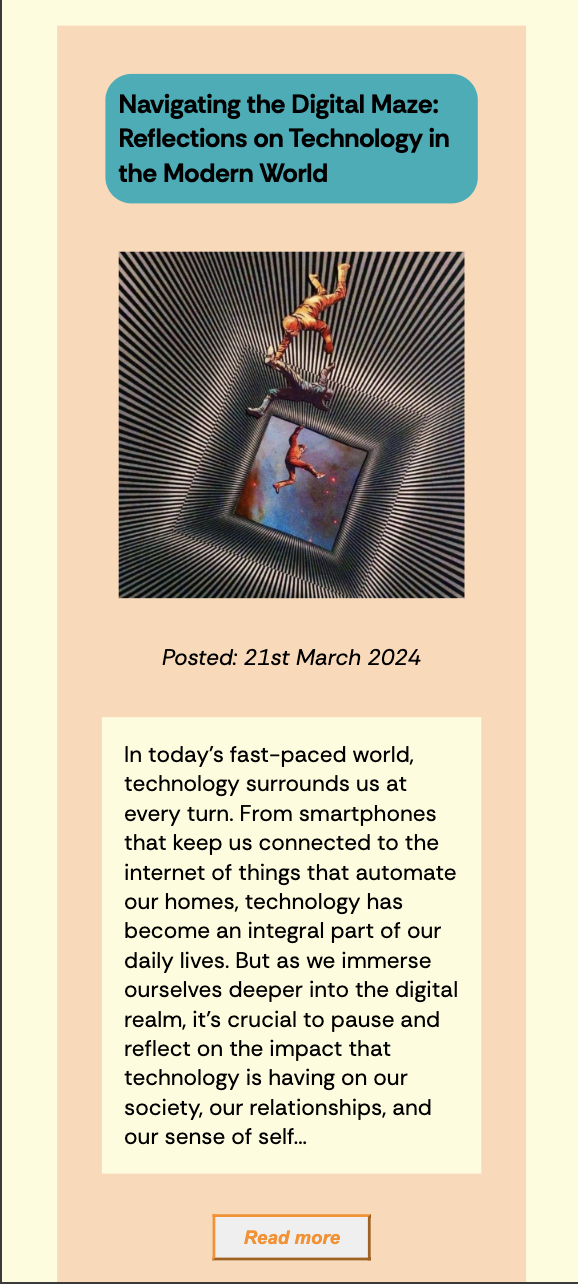 Navigating the Digital Maze:
Reflections on Technology in
the Modern World
Posted: 21st March 2024
In today's fast-paced world,
technology surrounds us at
every turn. From smartphones
that keep us connected to the
internet of things that automate
our homes, technology has
become an integral part of our
daily lives. But as we immerse
ourselves deeper into the digital
realm, it's crucial to pause and
reflect on the impact that
technology is having on our
society, our relationships, and
our sense of self...
Read more